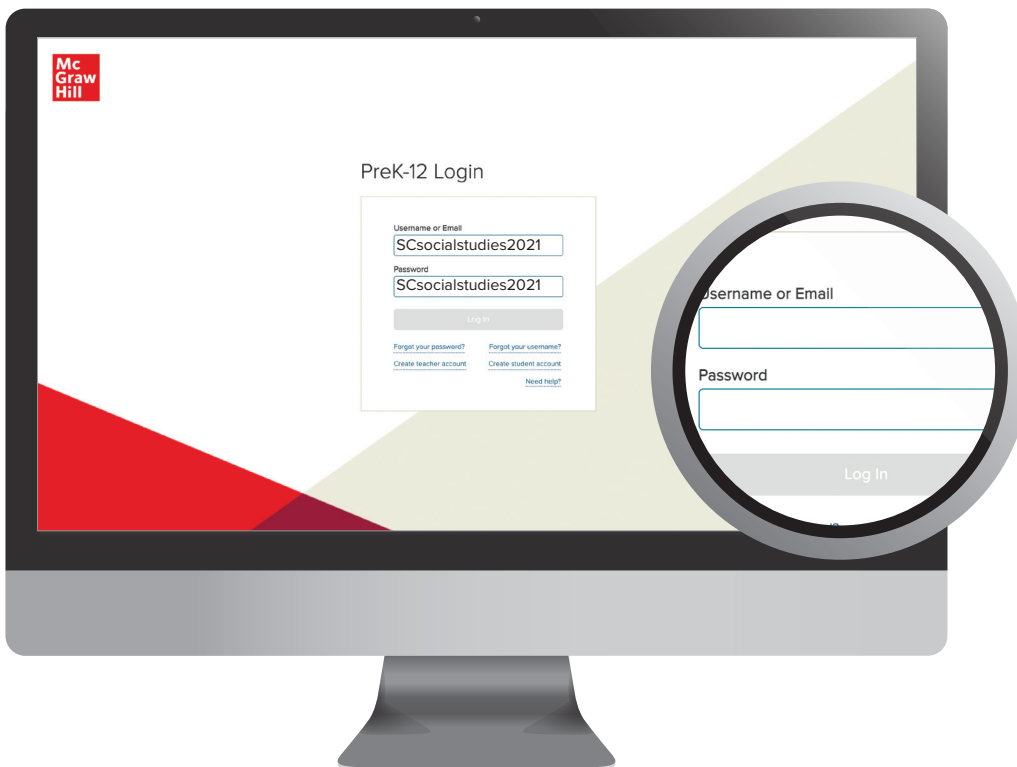 Mc
Graw
Hill
PreK-12 Login
Username or Email
SCsocialstudies2021
Password
SCsocialstudies2021
Log In
Forgot your password? Forgot your username?
Create teacher account Create student account
Need help?
Username or Email
Password
Log In